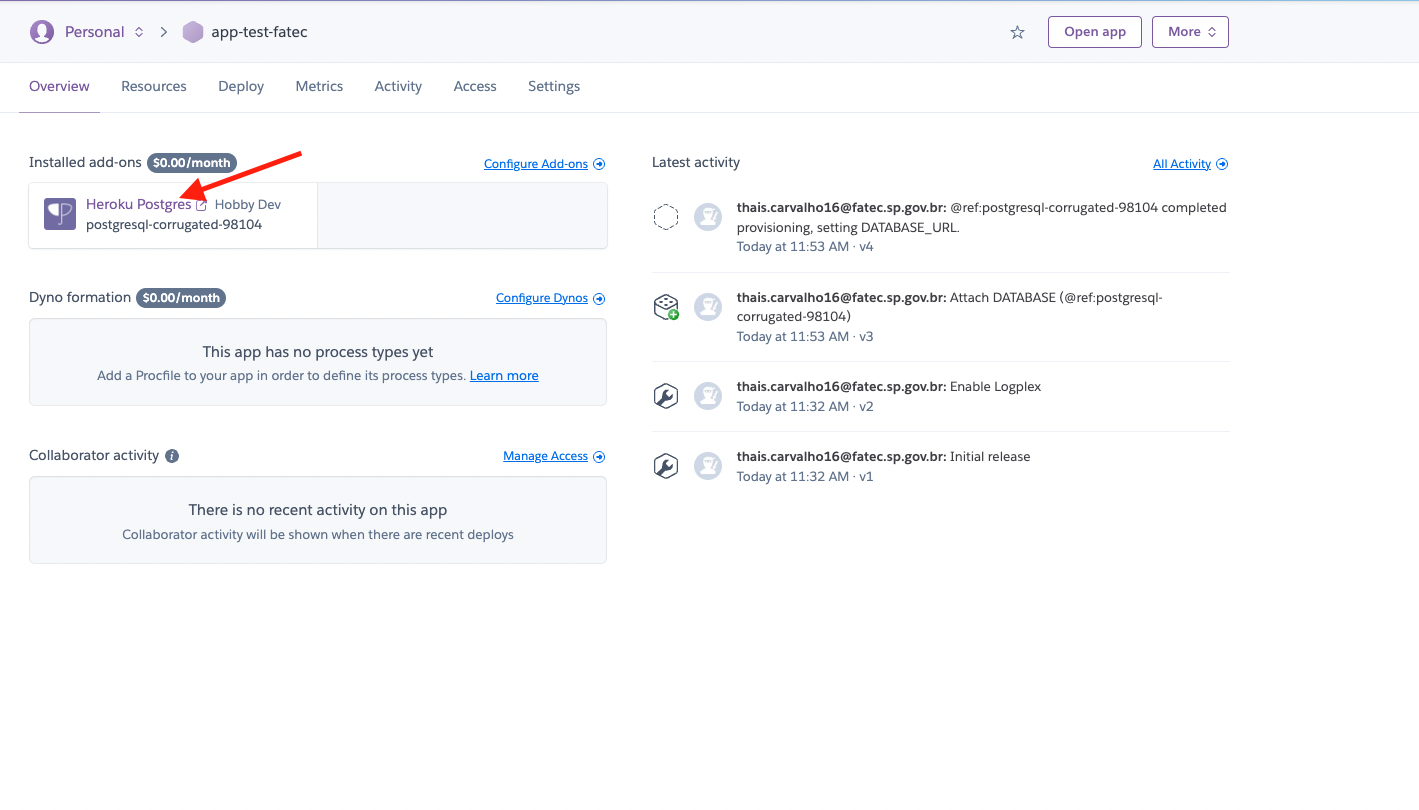 Personal app-test-fatec Open app More
Overview Resources Deploy Metrics Activity Access Settings
Installed add-ons $0.00/month Configure Add-ons
Heroku Postgres Hobby Dev
postgresql-corrugated-98104
Dyno formation $0.00/month Configure Dynos
This app has no process types yet
Add a Procfile to your app in order to define its process types. Learn more
Collaborator activity Manage Access
There is no recent activity on this app
Collaborator activity will be shown when there are recent deploys
Latest activity All Activity
thais.carvalho16@fatec.sp.gov.br: @ref:postgresql-corrugated-98104 completed
provisioning, setting DATABASE_URL.
Today at 11:53 AM · v4
thais.carvalho16@fatec.sp.gov.br: Attach DATABASE (@ref:postgresql-
corrugated-98104)
Today at 11:53 AM · v3
thais.carvalho16@fatec.sp.gov.br: Enable Logplex
Today at 11:32 AM · v2
thais.carvalho16@fatec.sp.gov.br: Initial release
Today at 11:32 AM · v1